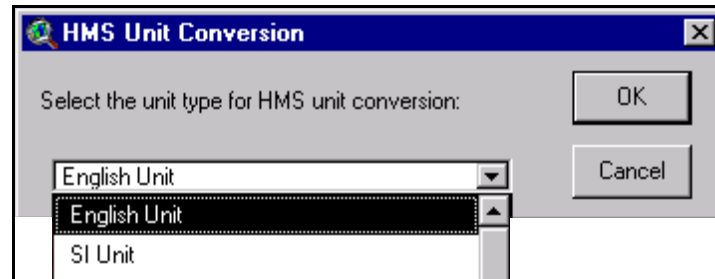 HMS Unit Conversion
Select the unit type for HMS unit conversion:
OK
English Unit
Cancel
English Unit
SI Unit